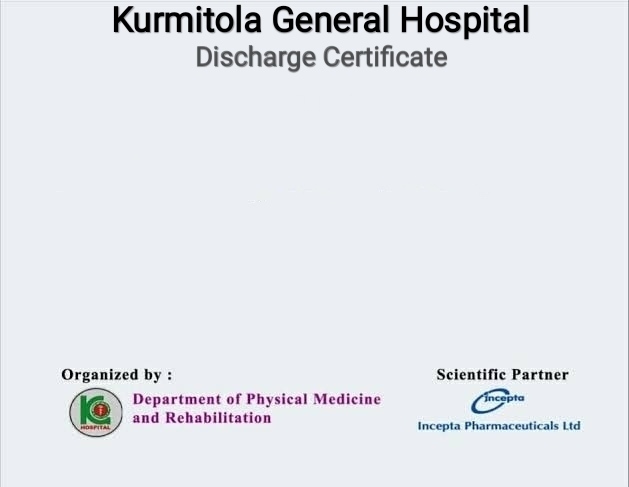 Kurmitola General Hospital
Discharge Certificate
Organized by :
Scientific Partner
Department of Physical Medicine
and Rehabilitation
HOSPITAL
incepta
Incepta Pharmaceuticals Ltd